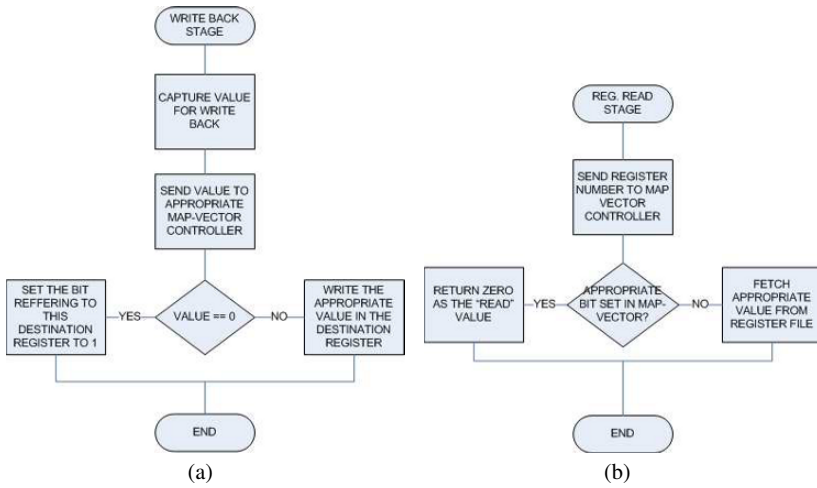 WRITE BACK
STAGE
CAPTURE VALUE
FOR WRITE
BACK
SEND VALUE TO
APPROPRIATE
MAP-VECTOR
CONTROLLER
SET THE BIT
REFFERING TO
THIS
DESTINATION
REGISTER TO 1
YES
VALUE == 0
NO
WRITE THE
APPROPRIATE
VALUE IN THE
DESTINATION
REGISTER
END
(a)
REG. READ
STAGE
SEND REGISTER
NUMBER TO MAP
VECTOR
CONTROLLER
RETURN ZERO
AS THE "READ"
VALUE
YES
APPROPRIATE
BIT SET IN MAP-
VECTOR?
NO
FETCH
APPROPRIATE
VALUE FROM
REGISTER FILE
END
(b)